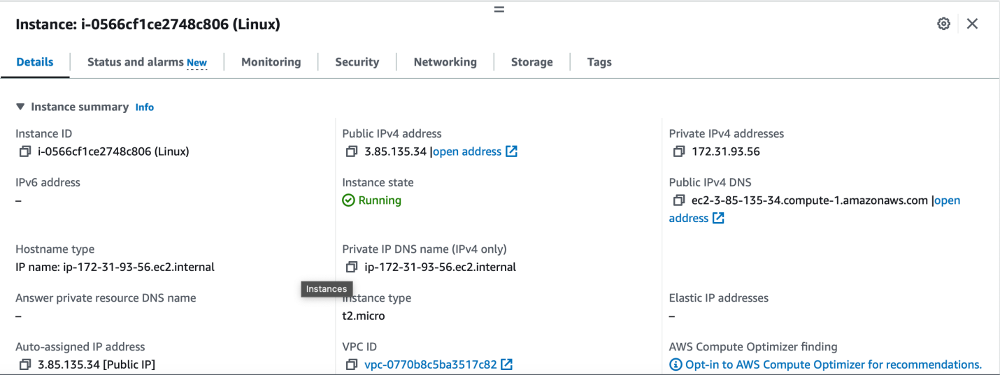 Instance: i-0566cf1ce2748c806 (Linux)
Details
Status and alarms New
Monitoring
Security
Networking
Storage
Tags
Instance summary Info
Instance ID
i-0566cf1ce2748c806 (Linux)
Public IPv4 address
3.85.135.34 |open address
Private IPv4 addresses
172.31.93.56
IPv6 address
–
Instance state
Running
Public IPv4 DNS
ec2-3-85-135-34.compute-1.amazonaws.com |open
address
Hostname type
IP name: ip-172-31-93-56.ec2.internal
Private IP DNS name (IPv4 only)
ip-172-31-93-56.ec2.internal
Instances
Answer private resource DNS name
–
Instance type
t2.micro
Elastic IP addresses
–
Auto-assigned IP address
3.85.135.34 [Public IP]
VPC ID
vpc-0770b8c5ba3517c82
AWS Compute Optimizer finding
Opt-in to AWS Compute Optimizer for recommendations.